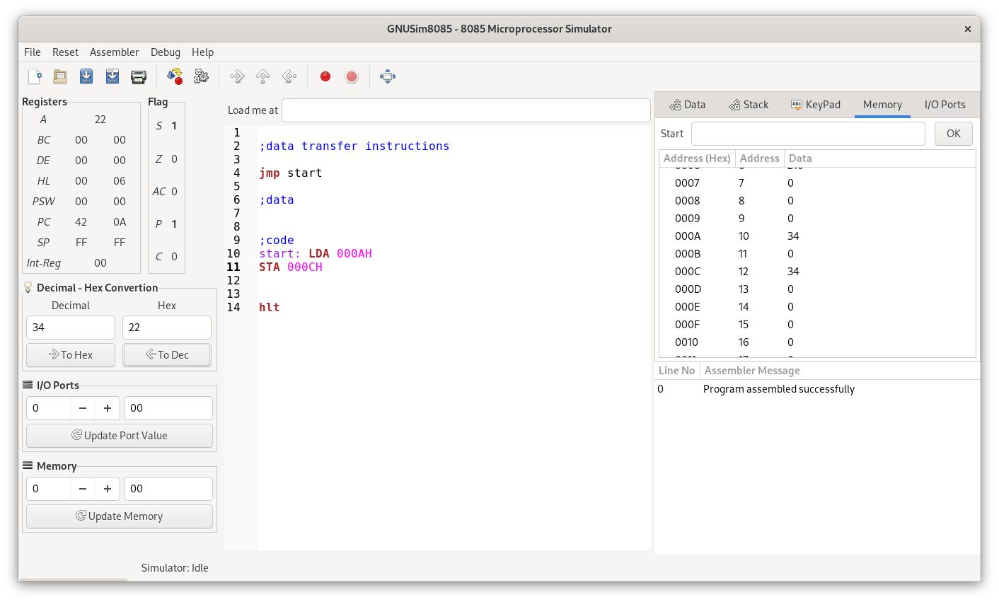 GNUSim8085 - 8085 Microprocessor Simulator
File Reset Assembler Debug Help
Registers
A 22
BC 00 00
DE 00 00
HL 00 06
PSW 00 00
PC 42 0A
SP FF FF
Int-Reg 00
Flag
S 1
Z 0
AC 0
P 1
C 0
Decimal - Hex Convertion
Decimal Hex
34 22
To Hex To Dec
I/O Ports
0 − + 00
Update Port Value
Memory
0 − + 00
Update Memory
Load me at
1
2 ;data transfer instructions
3
4 jmp start
5
6 ;data
7
8
9 ;code
10 start: LDA 000AH
11 STA 000CH
12
13
14 hlt
Data Stack Abc KeyPad Memory I/O Ports
Start OK
Address (Hex) Address Data
0007 7 0
0008 8 0
0009 9 0
000A 10 34
000B 11 0
000C 12 34
000D 13 0
000E 14 0
000F 15 0
0010 16 0
Line No Assembler Message
0 Program assembled successfully
Simulator: Idle